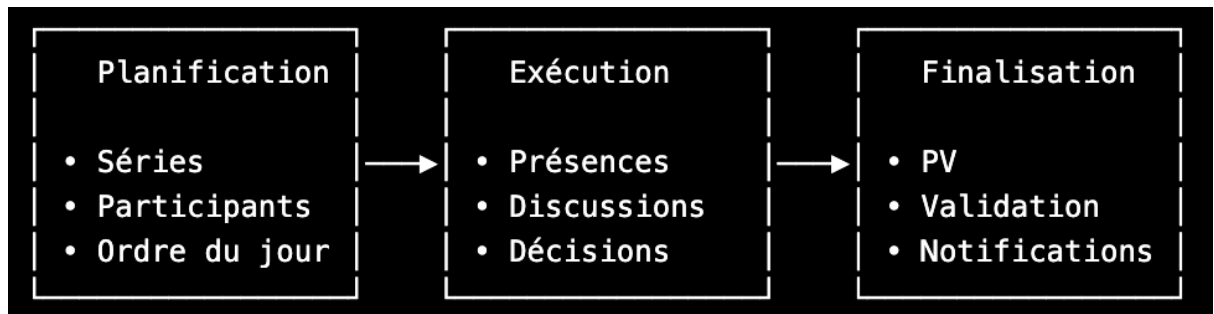 Planification
• Séries
• Participants
• Ordre du jour
Exécution
• Présences
• Discussions
• Décisions
Finalisation
• PV
• Validation
• Notifications